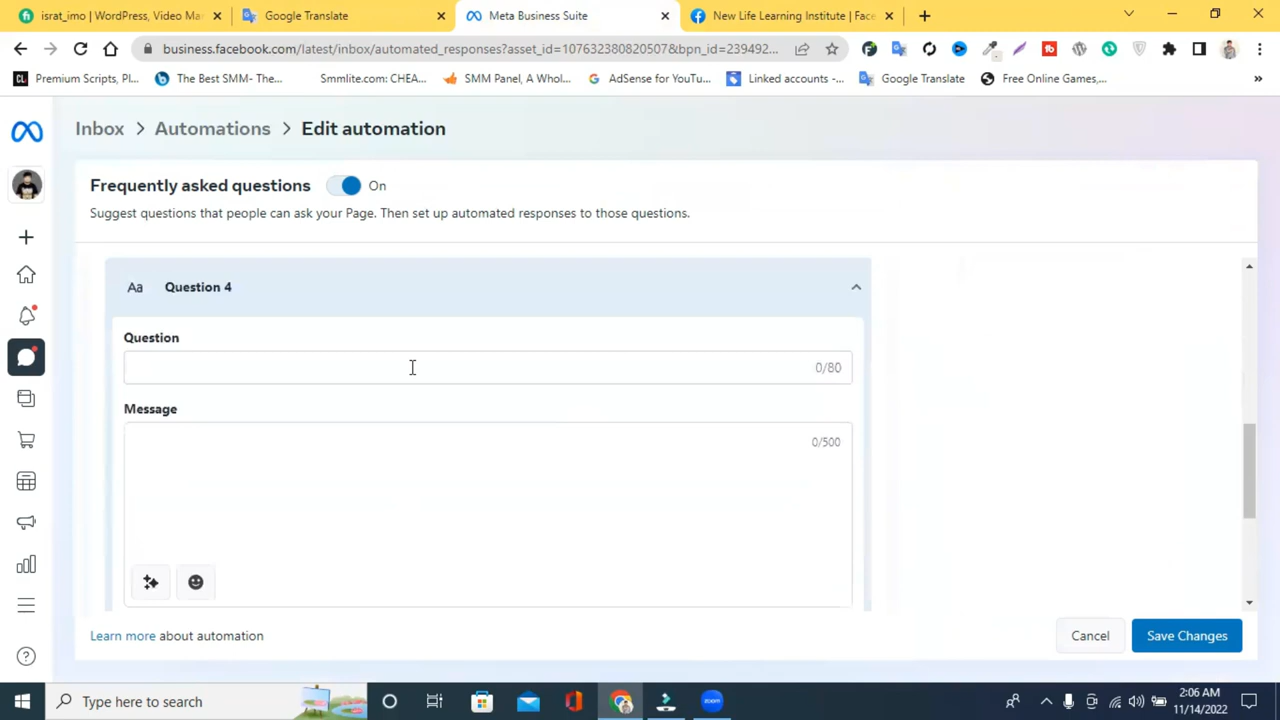 israt_imo | WordPress, Video Mar
Google Translate
Meta Business Suite
New Life Learning Institute | Face
business.facebook.com/latest/inbox/automated_responses?asset_id=107632380820507&bpn_id=239492...
Premium Scripts, Pl...
The Best SMM- The...
Smmlite.com: CHEA...
SMM Panel, A Whol...
AdSense for YouTu...
Linked accounts -...
Google Translate
Free Online Games,...
Inbox > Automations > Edit automation
Frequently asked questions
On
Suggest questions that people can ask your Page. Then set up automated responses to those questions.
Aa Question 4
Question
0/80
Message
0/500
Learn more about automation
Cancel
Save Changes
Type here to search
zoom
2:06 AM
11/14/2022